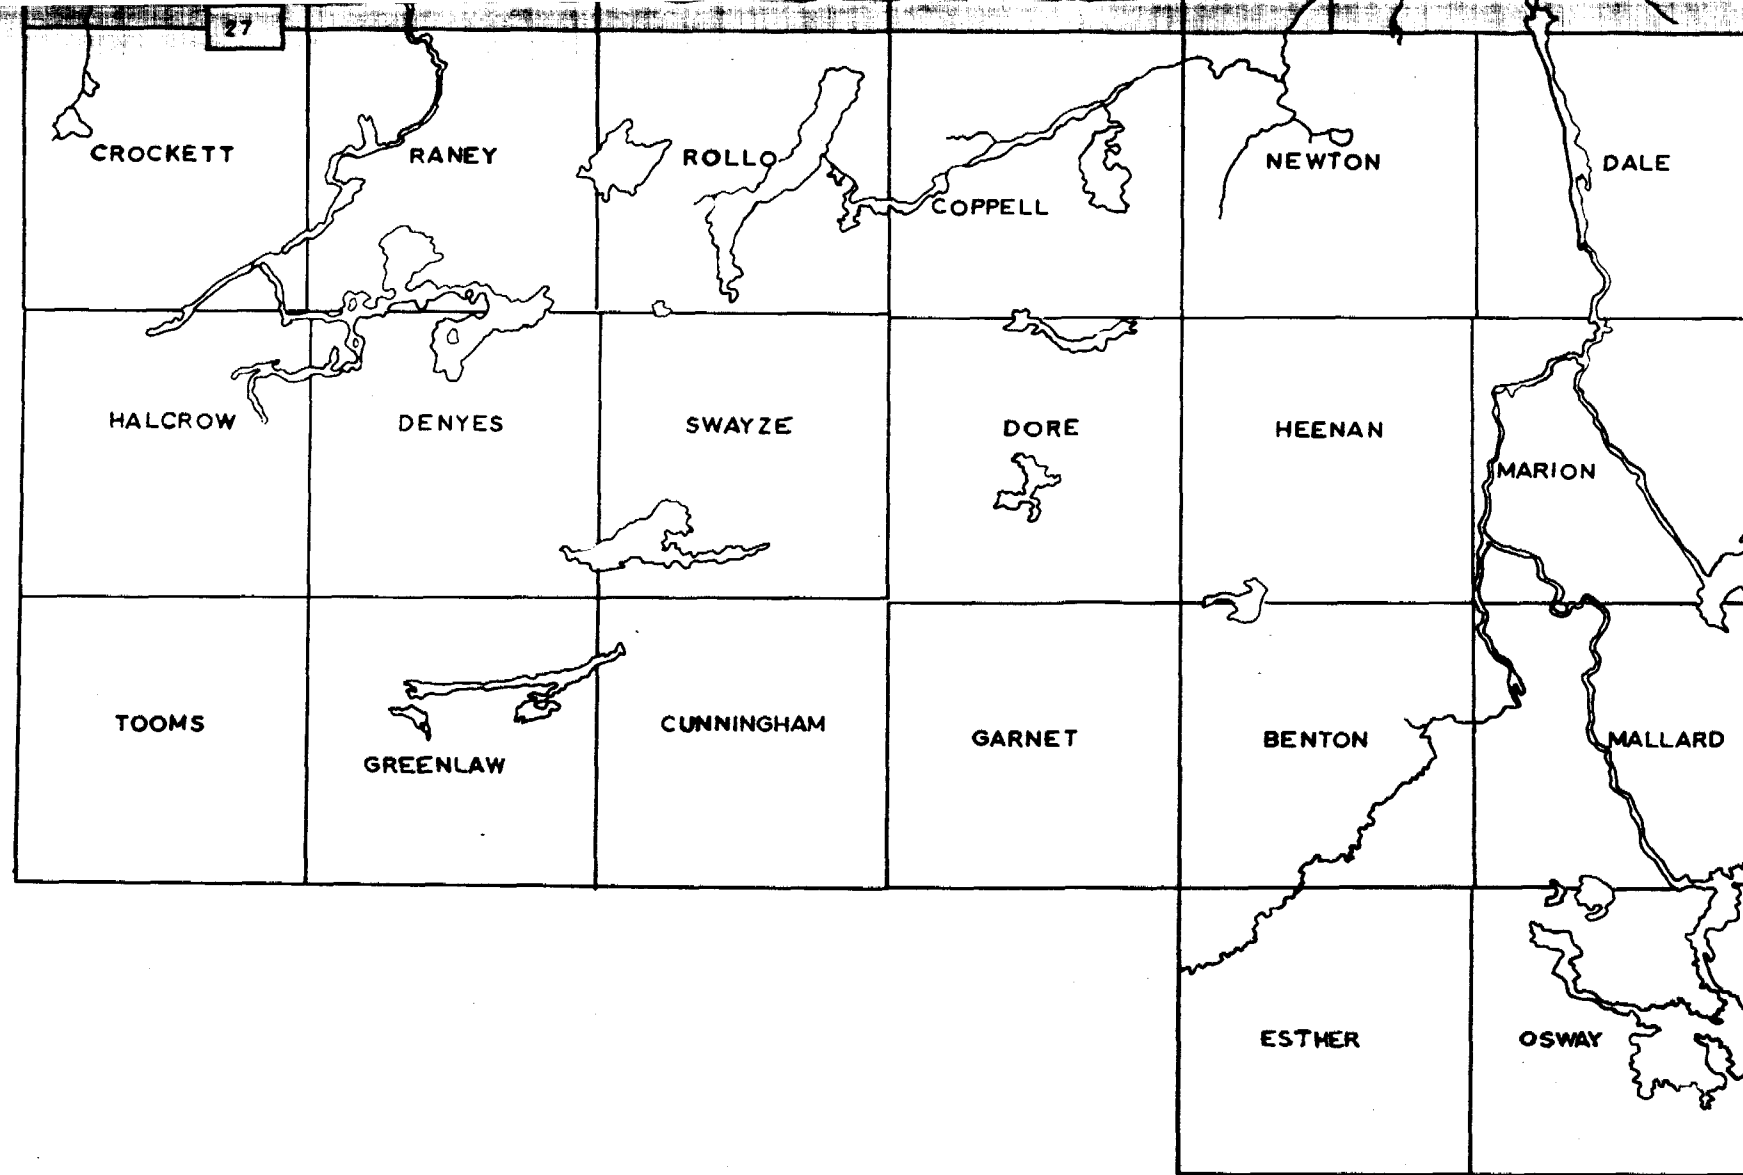 27
CROCKETT
RANEY
ROLLO
COPPELL
NEWTON
DALE
HALCROW
DENYES
SWAYZE
DORE
HEENAN
MARION
TOOMS
GREENLAW
CUNNINGHAM
GARNET
BENTON
MALLARD
ESTHER
OSWAY